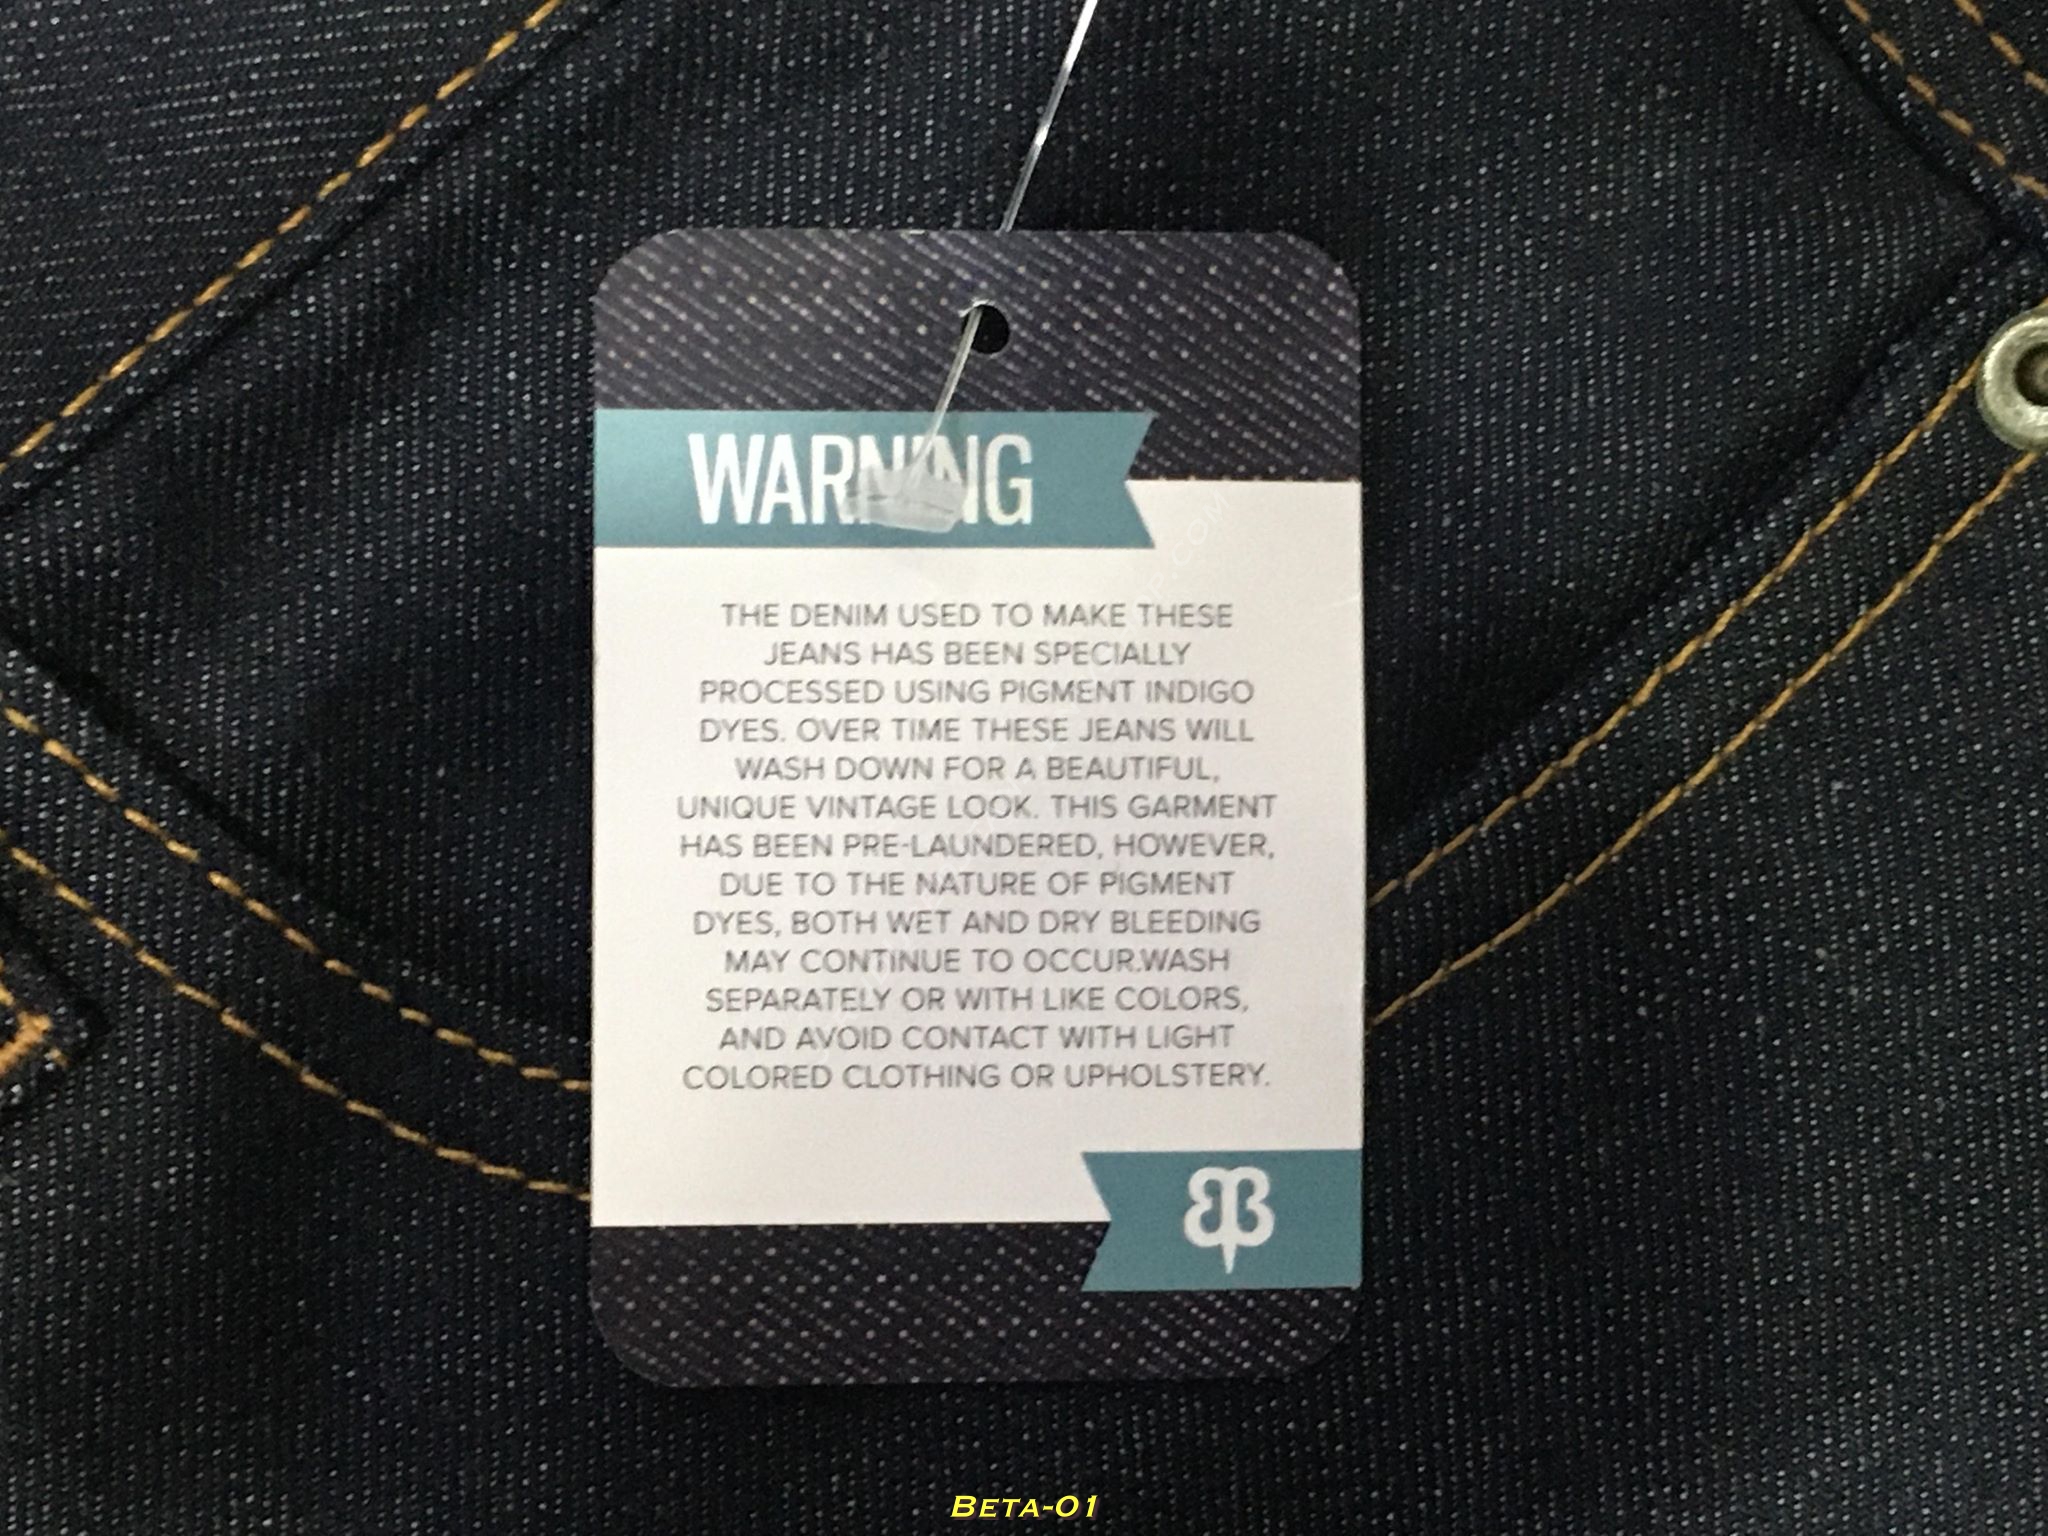 WARNING
THE DENIM USED TO MAKE THESE
JEANS HAS BEEN SPECIALLY
PROCESSED USING PIGMENT INDIGO
DYES. OVER TIME THESE JEANS WILL
WASH DOWN FOR A BEAUTIFUL,
UNIQUE VINTAGE LOOK. THIS GARMENT
HAS BEEN PRE-LAUNDERED, HOWEVER,
DUE TO THE NATURE OF PIGMENT
DYES, BOTH WET AND DRY BLEEDING
MAY CONTINUE TO OCCUR.WASH
SEPARATELY OR WITH LIKE COLORS,
AND AVOID CONTACT WITH LIGHT
COLORED CLOTHING OR UPHOLSTERY.
BETA-01